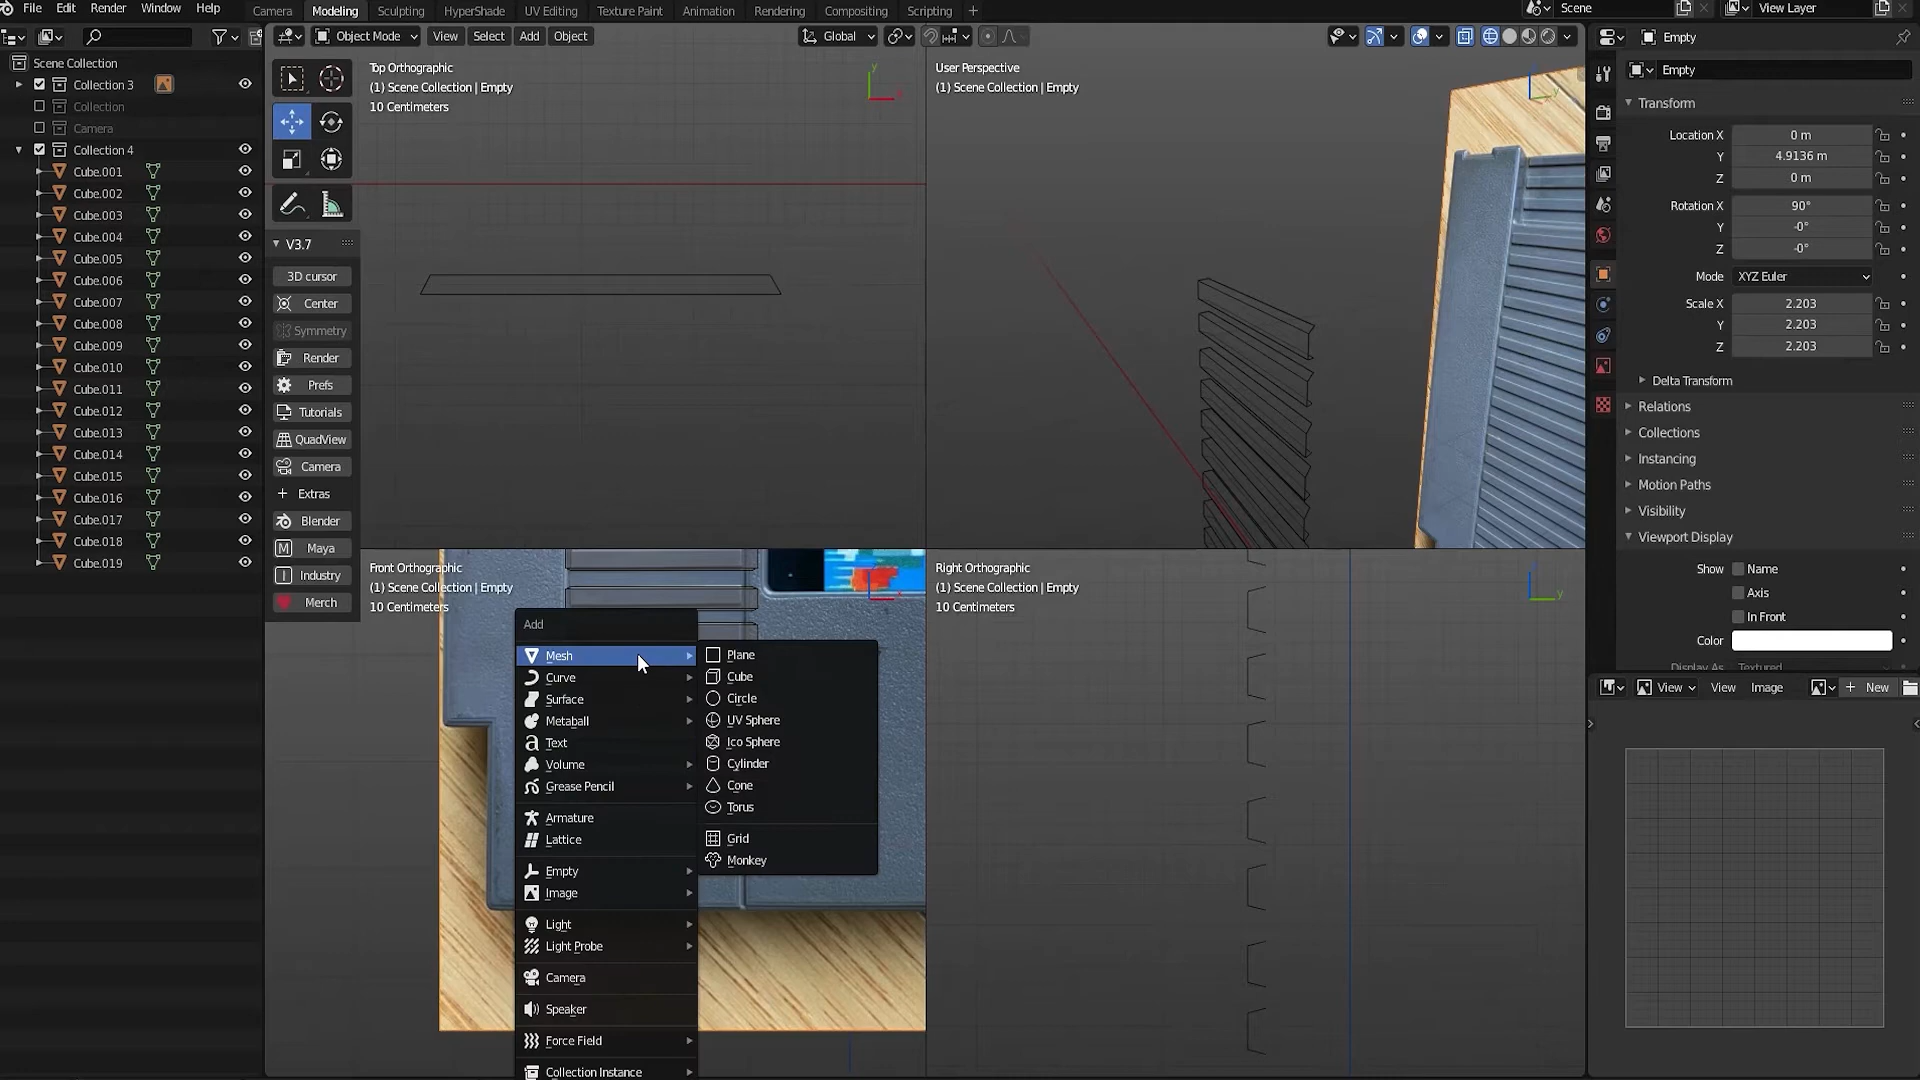 File Edit Render Window Help
Camera Modeling Sculpting HyperShade UV Editing Texture Paint Animation Rendering Compositing Scripting +
Scene View Layer
Object Mode View Select Add Object Global
Empty
Scene Collection
Collection 3
Collection
Camera
Collection 4
Cube.001
Cube.002
Cube.003
Cube.004
Cube.005
Cube.006
Cube.007
Cube.008
Cube.009
Cube.010
Cube.011
Cube.012
Cube.013
Cube.014
Cube.015
Cube.016
Cube.017
Cube.018
Cube.019
V3.7
3D cursor
Center
Symmetry
Render
Prefs
Tutorials
QuadView
Camera
+ Extras
Blender
M Maya
I Industry
Merch
Top Orthographic
(1) Scene Collection | Empty
10 Centimeters
y
User Perspective
(1) Scene Collection | Empty
Front Orthographic
(1) Scene Collection | Empty
10 Centimeters
Right Orthographic
(1) Scene Collection | Empty
10 Centimeters
y
Add
Mesh
Curve
Surface
Metaball
Text
Volume
Grease Pencil
Armature
Lattice
Empty
Image
Light
Light Probe
Camera
Speaker
Force Field
Collection Instance
Plane
Cube
Circle
UV Sphere
Ico Sphere
Cylinder
Cone
Torus
Grid
Monkey
Empty
Transform
Location X 0 m
Y 4.9136 m
Z 0 m
Rotation X 90°
Y -0°
Z -0°
Mode XYZ Euler
Scale X 2.203
Y 2.203
Z 2.203
Delta Transform
Relations
Collections
Instancing
Motion Paths
Visibility
Viewport Display
Show Name
Axis
In Front
Color
Display As Textured
View View Image + New